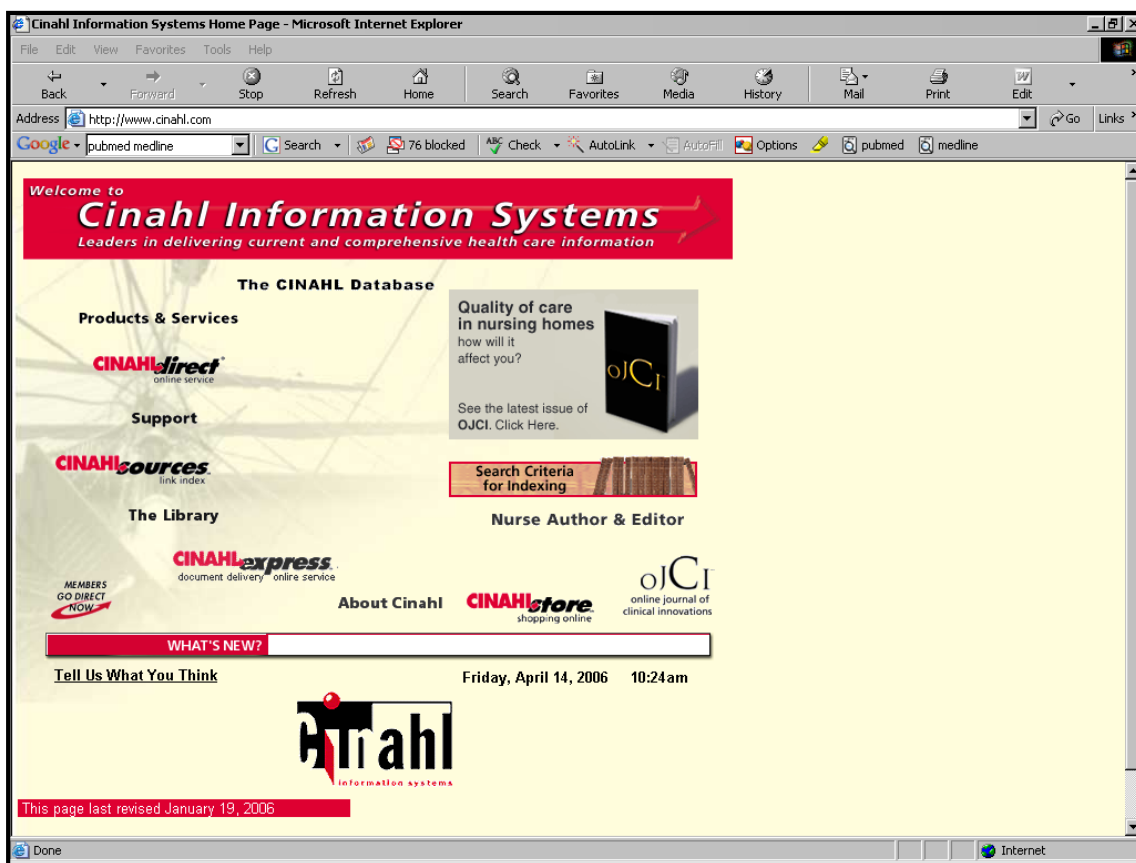 Cinahl Information Systems Home Page - Microsoft Internet Explorer
File Edit View Favorites Tools Help
Back Forward Stop Refresh Home Search Favorites Media History Mail Print Edit
Address http://www.cinahl.com Go Links
Google pubmed medline Search 76 blocked ABC Check AutoLink AutoFill Options pubmed medline
Welcome to
Cinahl Information Systems
Leaders in delivering current and comprehensive health care information
The CINAHL Database
Products & Services
CINAHLdirect
online service
Support
CINAHLsources
link index
The Library
CINAHLexpress
document delivery online service
MEMBERS
GO DIRECT
NOW
About Cinahl
Quality of care
in nursing homes
how will it
affect you?
OJCI
See the latest issue of
OJCI. Click Here.
Search Criteria
for Indexing
Nurse Author & Editor
CINAHLstore
shopping online
OJCI
online journal of
clinical innovations
WHAT'S NEW?
Tell Us What You Think
Friday, April 14, 2006 10:24am
Cinahl
information systems
This page last revised January 19, 2006
Done Internet